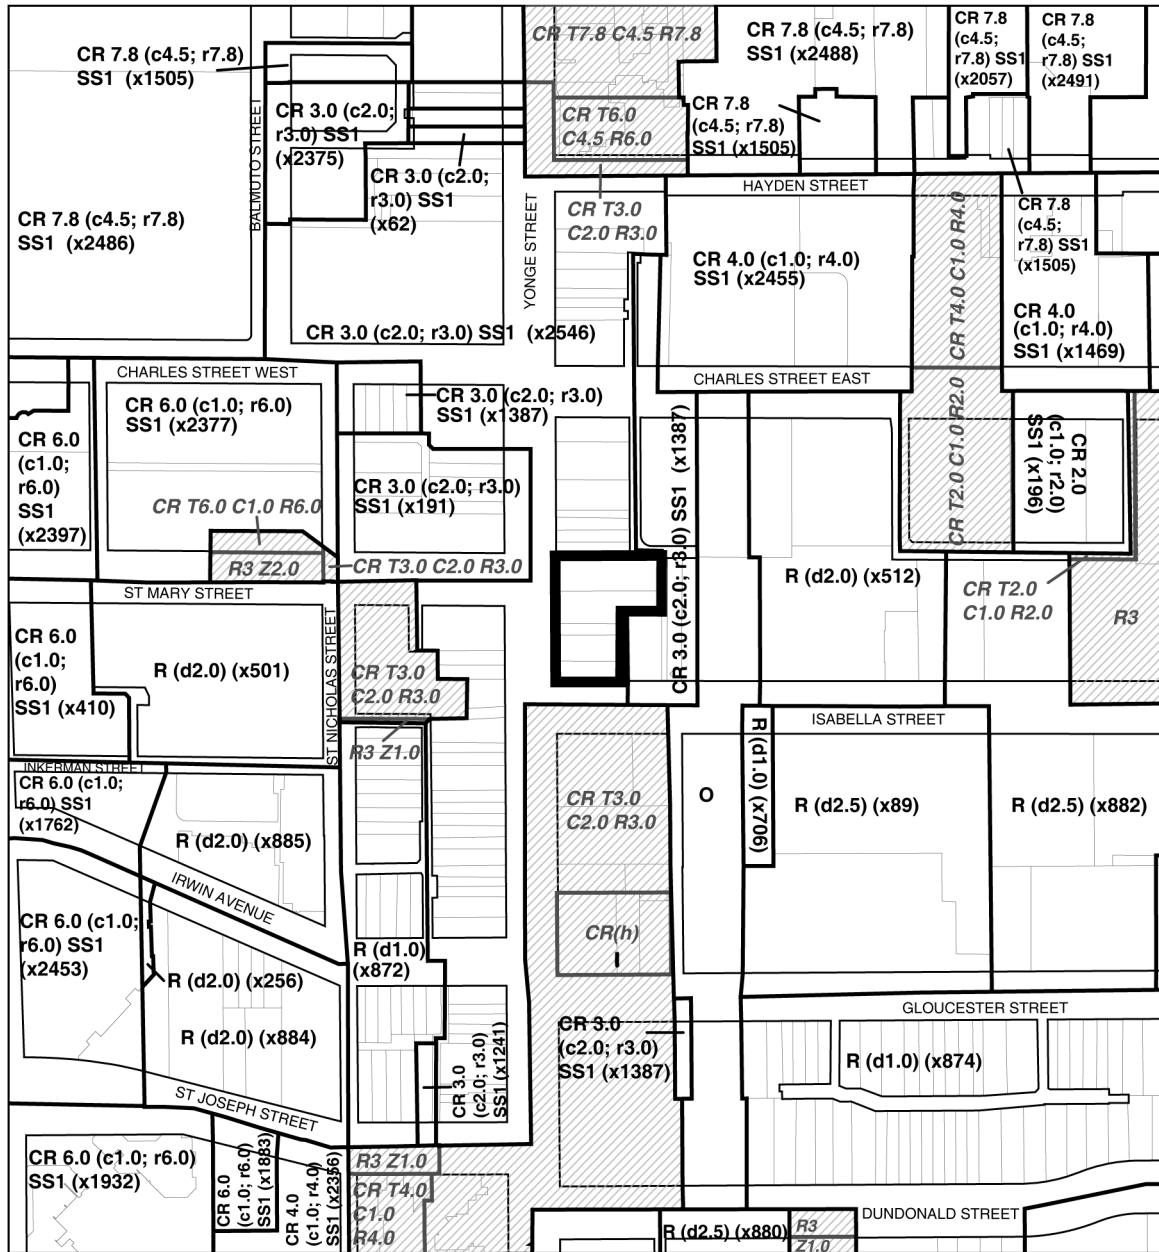 CR T7.8 C4.5 R7.8
CR 7.8 (c4.5; r7.8)
SS1 (x2488)
CR 7.8
(c4.5;
r7.8) SS1
(x2057)
CR 7.8
(c4.5;
r7.8) SS1
(x2491)
CR 7.8 (c4.5; r7.8)
SS1 (x1505)
CR 3.0 (c2.0;
r3.0) SS1
(x2375)
CR T6.0
C4.5 R6.0
CR 7.8
(c4.5; r7.8)
SS1 (x1505)
BALMUTO STREET
CR 3.0 (c2.0;
r3.0) SS1
(x62)
HAYDEN STREET
CR 7.8 (c4.5; r7.8)
SS1 (x2486)
YONGE STREET
CR T3.0
C2.0 R3.0
CR T4.0 C1.0 R4.0
CR 7.8
(c4.5;
r7.8) SS1
(x1505)
CR 4.0 (c1.0; r4.0)
SS1 (x2455)
CR 4.0
(c1.0; r4.0)
SS1 (x1469)
CR 3.0 (c2.0; r3.0) SS1 (x2546)
CHARLES STREET WEST
CHARLES STREET EAST
CR 6.0 (c1.0; r6.0)
SS1 (x2377)
CR 3.0 (c2.0; r3.0)
SS1 (x1387)
CR 3.0 (c2.0; r3.0) SS1 (x1387)
CR T2.0 C1.0 R2.0
CR 2.0
(c1.0; r2.0)
SS1 (x196)
CR 6.0
(c1.0;
r6.0)
SS1
(x2397)
CR 3.0 (c2.0; r3.0)
SS1 (x191)
CR T6.0 C1.0 R6.0
R3 Z2.0
CR T3.0 C2.0 R3.0
R (d2.0) (x512)
CR T2.0
C1.0 R2.0
R3
ST MARY STREET
ST NICHOLAS STREET
CR 6.0
(c1.0;
r6.0)
SS1 (x410)
R (d2.0) (x501)
CR T3.0
C2.0 R3.0
R3 Z1.0
ISABELLA STREET
INKERMAN STREET
CR 6.0 (c1.0;
r6.0) SS1
(x1762)
R (d2.0) (x885)
CR T3.0
C2.0 R3.0
O
R (d1.0) (x706)
R (d2.5) (x89)
R (d2.5) (x882)
IRWIN AVENUE
CR 6.0 (c1.0;
r6.0) SS1
(x2453)
R (d2.0) (x256)
R (d1.0)
(x872)
CR(h)
R (d2.0) (x884)
CR 3.0
(c2.0; r3.0)
SS1 (x1241)
CR 3.0
(c2.0; r3.0)
SS1 (x1387)
GLOUCESTER STREET
R (d1.0) (x874)
ST JOSEPH STREET
CR 6.0 (c1.0; r6.0)
SS1 (x1932)
CR 6.0
(c1.0; r6.0)
SS1 (x1883)
CR 4.0
(c1.0; r4.0)
SS1 (x2356)
R3 Z1.0
CR T4.0
C1.0
R4.0
R (d2.5) (x880)
R3
Z1.0
DUNDONALD STREET